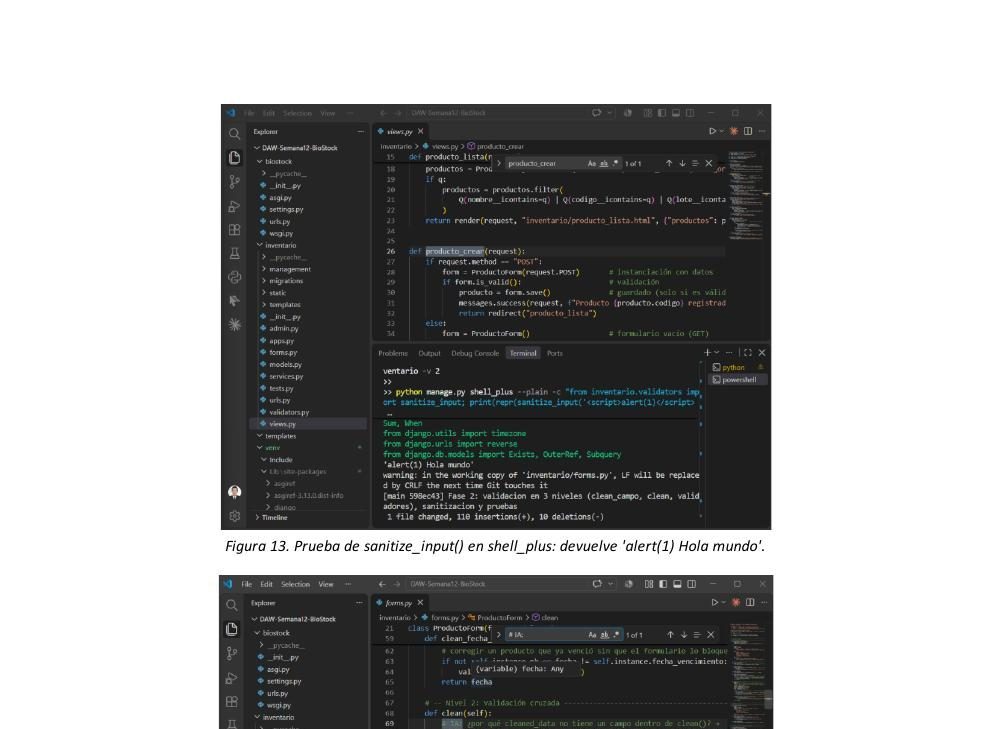 File Edit Selection View ··· DAW-Semana12-BioStock
Explorer ···
DAW-Semana12-BioStock
biostock
__pycache__
__init__.py
asgi.py
settings.py
urls.py
wsgi.py
inventario
__pycache__
management
migrations
static
templates
__init__.py
admin.py
apps.py
forms.py
models.py
services.py
tests.py
urls.py
validators.py
views.py
templates
venv
Include
Lib \ site-packages
asgiref
asgiref-3.13.0.dist-info
django
Timeline
views.py
inventario > views.py > producto_crear
producto_crear Aa ab .* 1 of 1
15 def producto_lista(r
18 productos = Prod
19 if q:
20 productos = productos.filter(
21 Q(nombre__icontains=q) | Q(codigo__icontains=q) | Q(lote__icontai
22 )
23 return render(request, "inventario/producto_lista.html", {"productos": p
24
25
26 def producto_crear(request):
27 if request.method == "POST":
28 form = ProductoForm(request.POST) # instanciación con datos
29 if form.is_valid(): # validación
30 producto = form.save() # guardado (solo si es válid
31 messages.success(request, f"Producto {producto.codigo} registrad
32 return redirect("producto_lista")
33 else:
34 form = ProductoForm() # formulario vacío (GET)
Problems Output Debug Console Terminal Ports
python
powershell
ventario -v 2
>>
>> python manage.py shell_plus --plain -c "from inventario.validators imp
ort sanitize_input; print(repr(sanitize_input('<script>alert(1)</script>
…
Sum, When
from django.utils import timezone
from django.urls import reverse
from django.db.models import Exists, OuterRef, Subquery
'alert(1) Hola mundo'
warning: in the working copy of 'inventario/forms.py', LF will be replace
d by CRLF the next time Git touches it
[main 598ec43] Fase 2: validacion en 3 niveles (clean_campo, clean, valid
adores), sanitizacion y pruebas
1 file changed, 110 insertions(+), 10 deletions(-)
Figura 13. Prueba de sanitize_input() en shell_plus: devuelve 'alert(1) Hola mundo'.
File Edit Selection View ··· DAW-Semana12-BioStock
Explorer ···
DAW-Semana12-BioStock
biostock
__pycache__
__init__.py
asgi.py
settings.py
urls.py
wsgi.py
inventario
forms.py
inventario > forms.py > ProductoForm > clean
# IA: Aa ab .* 1 of 1
21 class ProductoForm(f
59 def clean_fecha_
62 # corregir un producto que ya venció sin que el formulario lo bloque
63 if not self.instance.pk or fecha != self.instance.fecha_vencimiento:
64 val )
(variable) fecha: Any
65 return fecha
66
67 # -- Nivel 2: validación cruzada
68 def clean(self):
69 # IA: ¿por qué cleaned_data no tiene un campo dentro de clean()? →